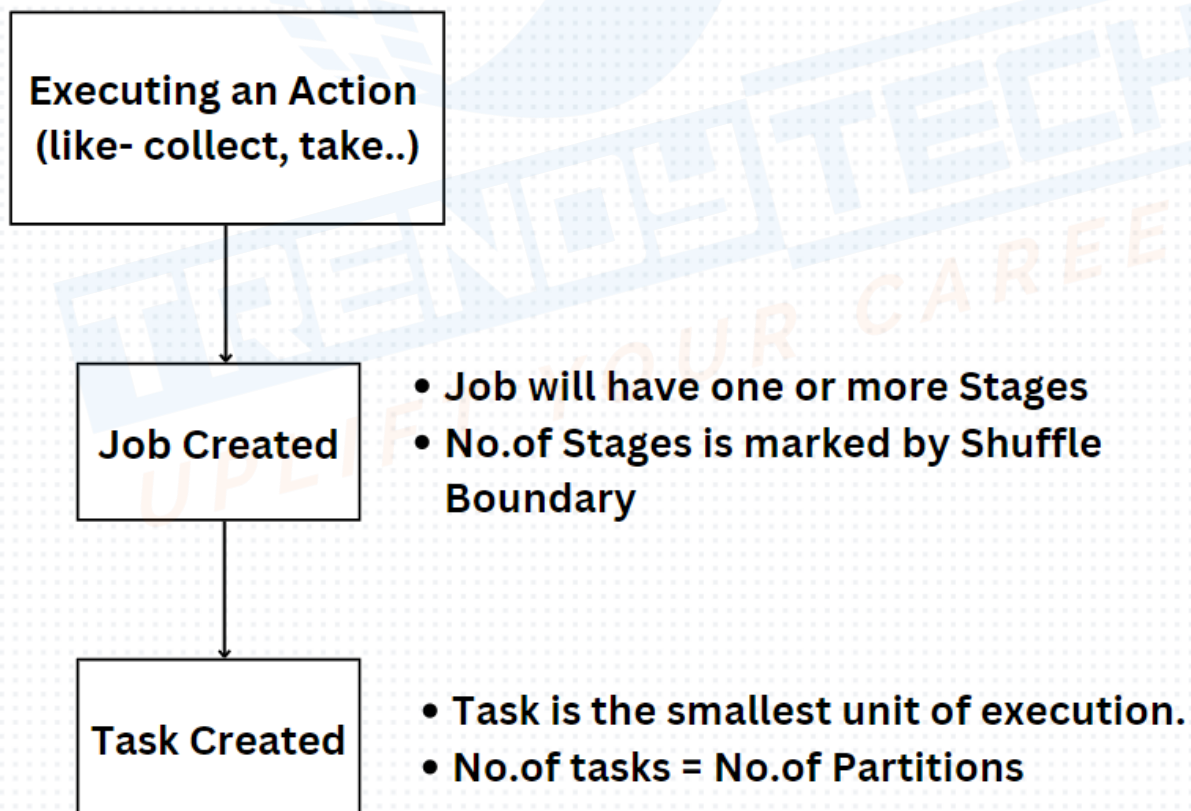 Executing an Action
(like- collect, take..)
TRENDYTECH
UPLIFT YOUR CAREE
Job Created
• Job will have one or more Stages
• No.of Stages is marked by Shuffle
Boundary
Task Created
• Task is the smallest unit of execution.
• No.of tasks = No.of Partitions